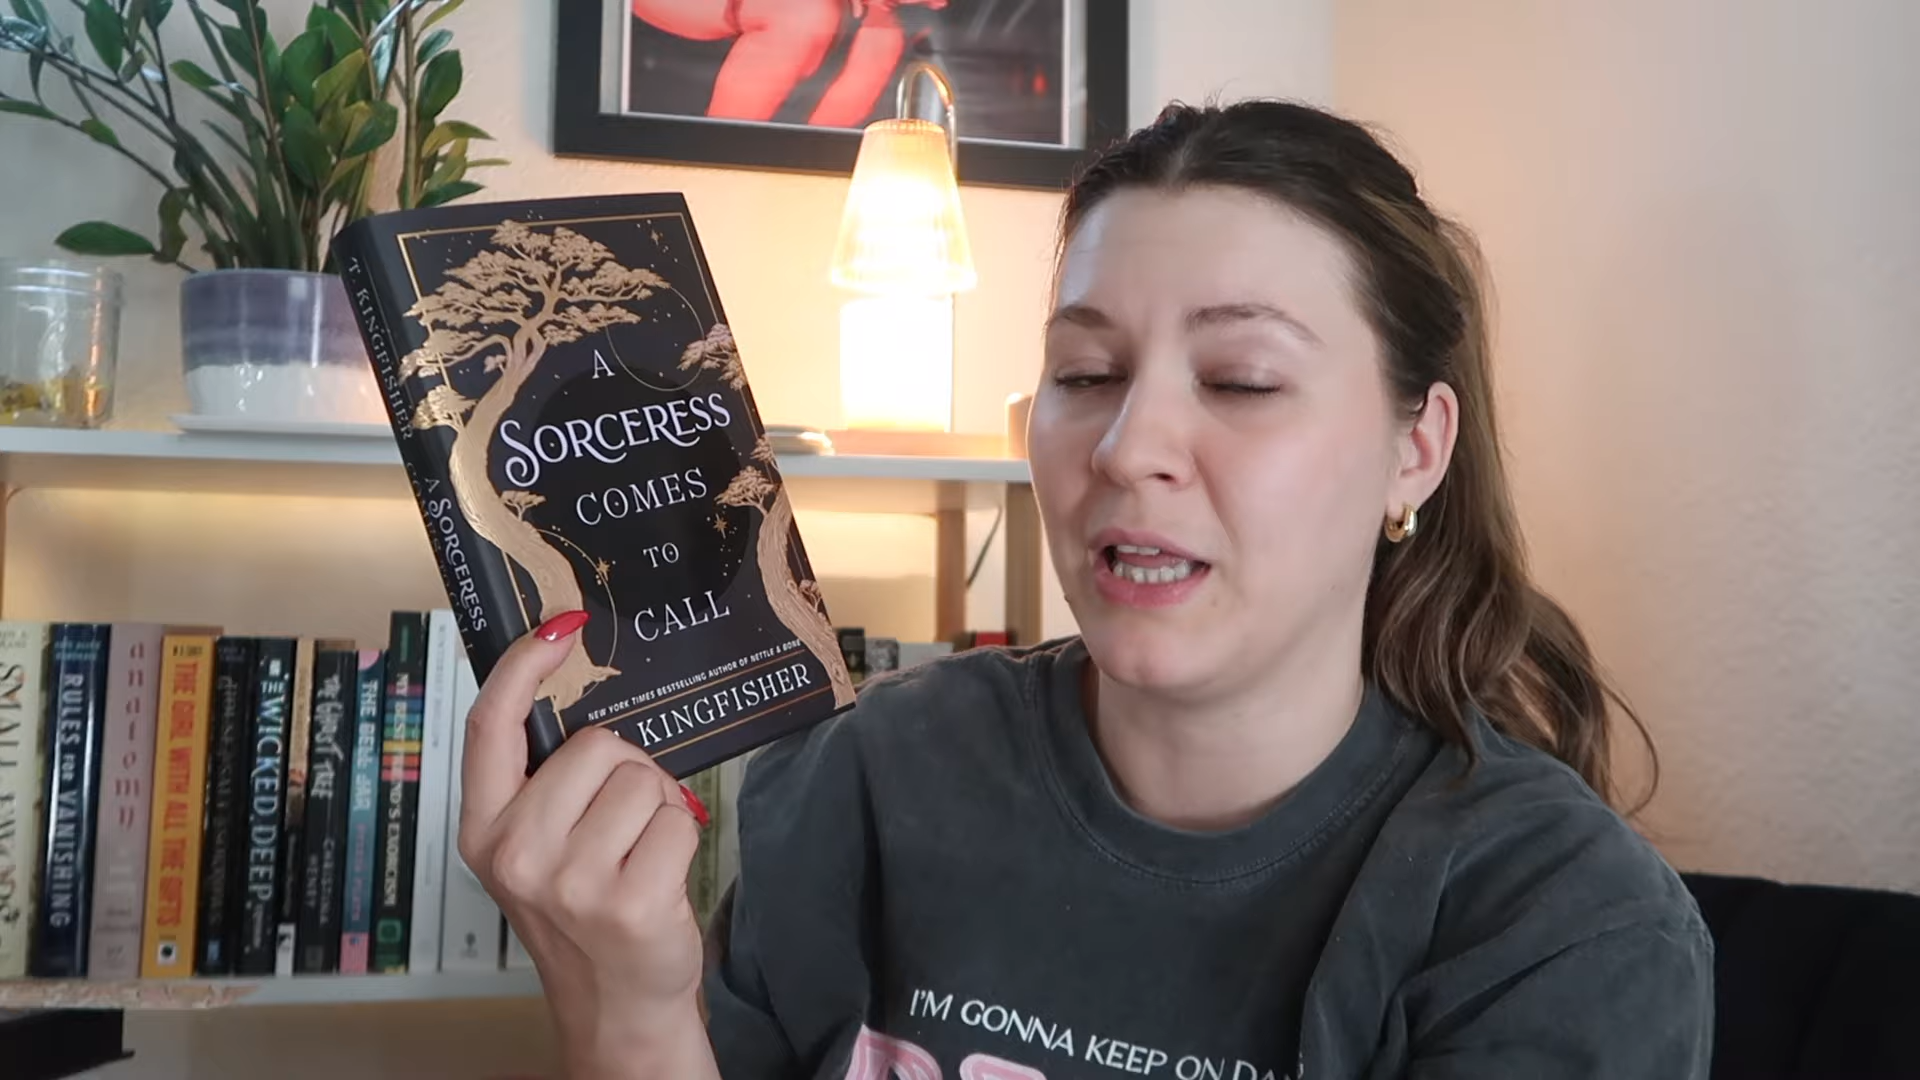 A
SORCERESS
COMES
TO
CALL
NEW YORK TIMES BESTSELLING AUTHOR OF NETTLE & BONE
KINGFISHER
T. KINGFISHER
A SORCERESS
SMALL
RULES FOR VANISHING
anatomy
THE GIRL WITH ALL THE GIFTS
THE WICKED DEEP
THE GHOST TREE
CHRISTINA HENRY
THE BELL JAR
MY BEST FRIEND'S EXORCISM
I'M GONNA KEEP ON